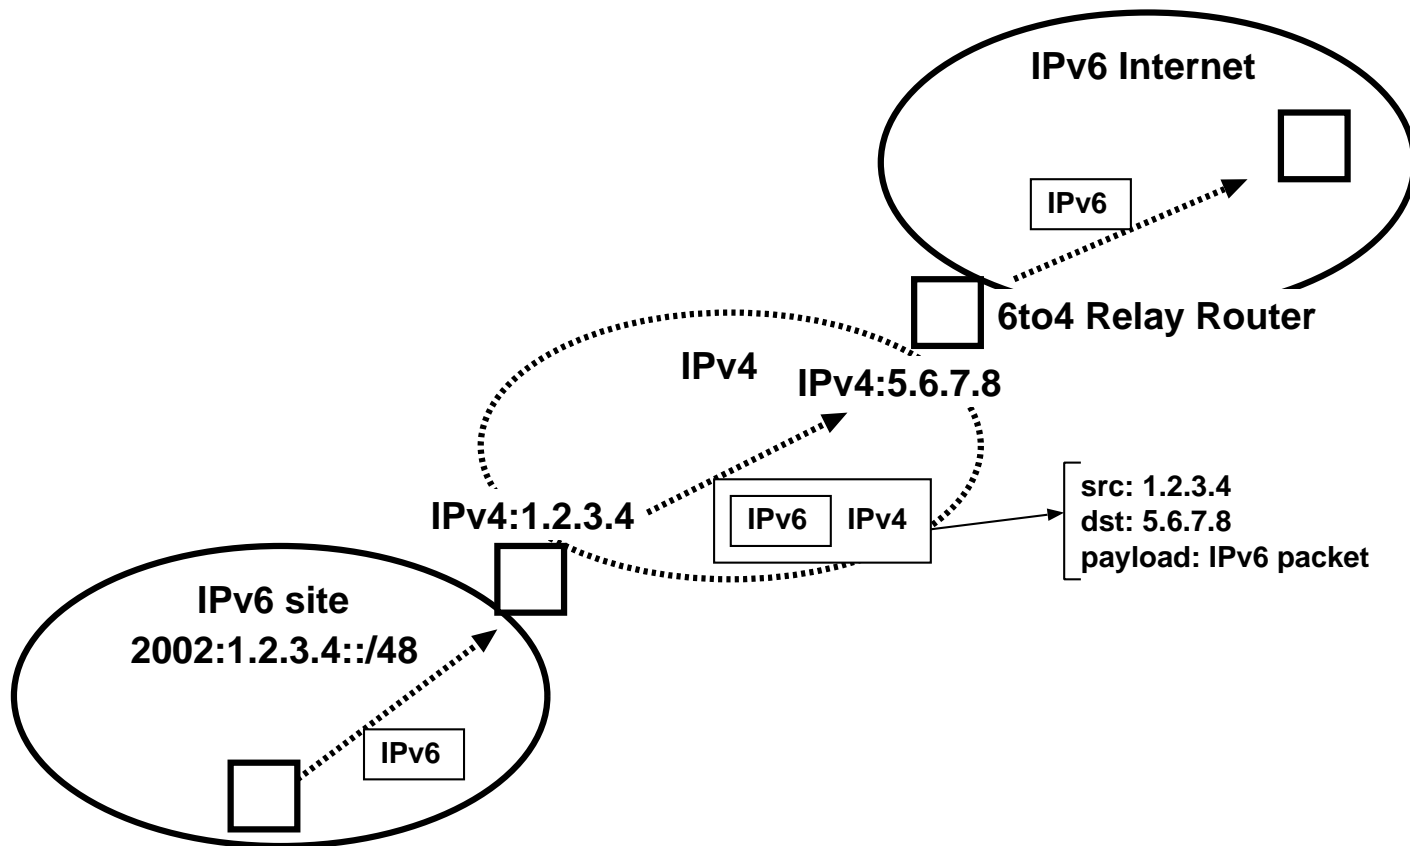 IPv6 Internet
IPv6
6to4 Relay Router
IPv4
IPv4:5.6.7.8
IPv4:1.2.3.4
IPv6 IPv4
src: 1.2.3.4
dst: 5.6.7.8
payload: IPv6 packet
IPv6 site
2002:1.2.3.4::/48
IPv6